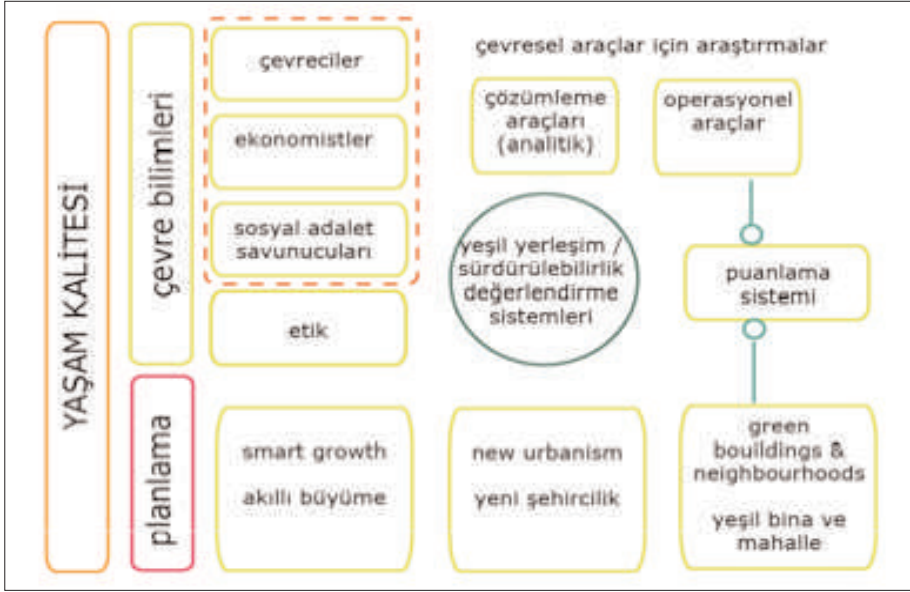 YAŞAM KALİTESİ
çevre bilimleri
çevreciler
ekonomistler
sosyal adalet
savunucuları
etik
çevresel araçlar için araştırmalar
çözümleme
araçları
(analitik)
operasyonel
araçlar
yeşil yerleşim /
sürdürülebilirlik
değerlendirme
sistemleri
puanlama
sistemi
planlama
smart growth
akıllı büyüme
new urbanism
yeni şehircilik
green
bouildings &
neighbourhoods
yeşil bina ve
mahalle